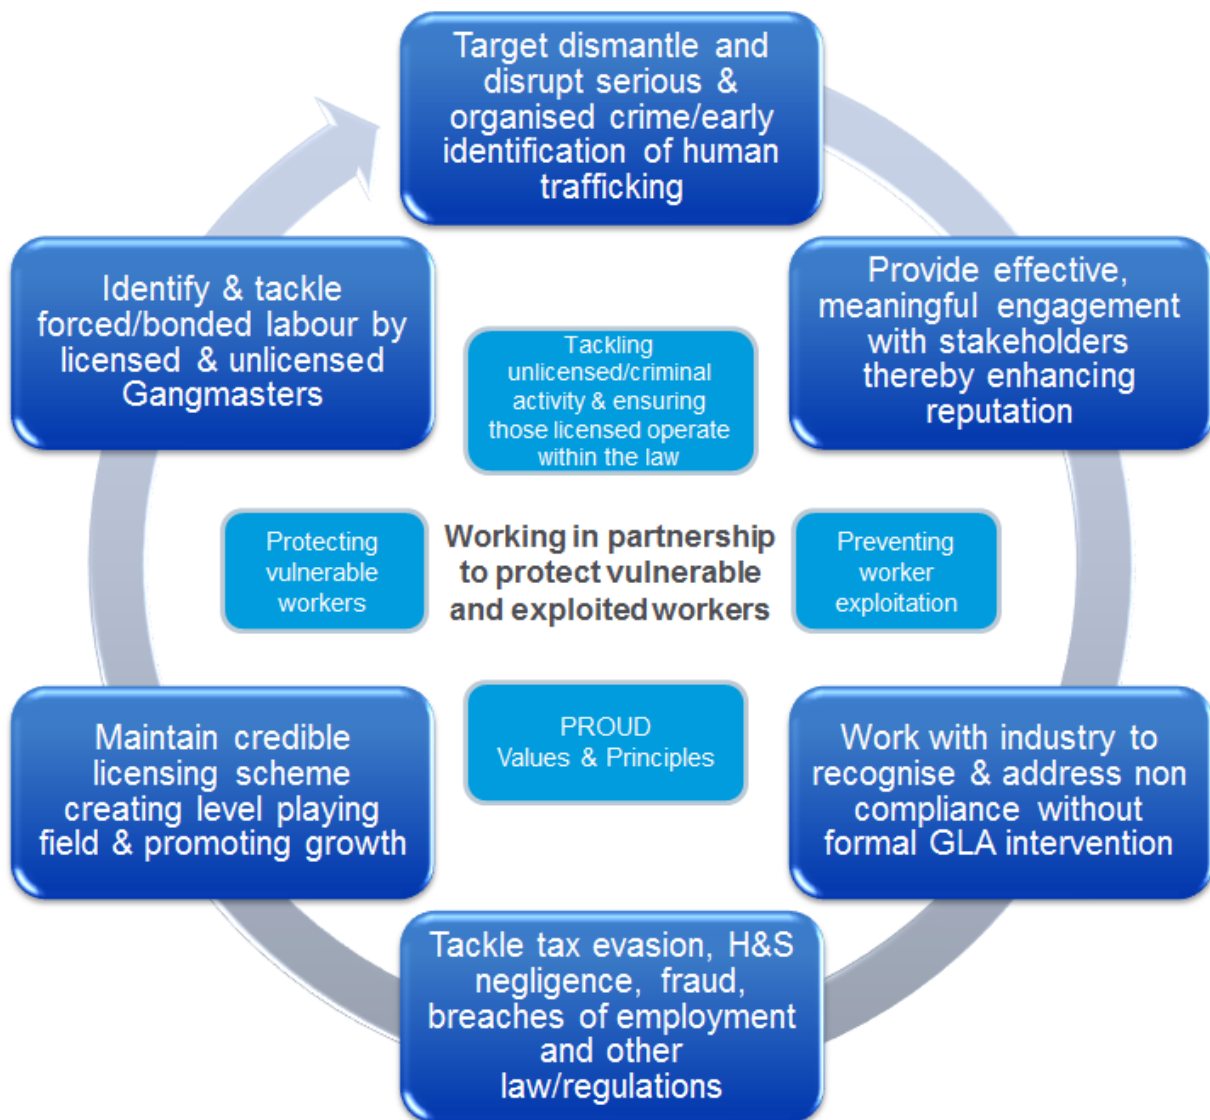 Target dismantle and
disrupt serious &
organised crime/early
identification of human
trafficking
Provide effective,
meaningful engagement
with stakeholders
thereby enhancing
reputation
Work with industry to
recognise & address non
compliance without
formal GLA intervention
Tackle tax evasion, H&S
negligence, fraud,
breaches of employment
and other
law/regulations
Maintain credible
licensing scheme
creating level playing
field & promoting growth
Identify & tackle
forced/bonded labour by
licensed & unlicensed
Gangmasters
Tackling
unlicensed/criminal
activity & ensuring
those licensed operate
within the law
Protecting
vulnerable
workers
Working in partnership
to protect vulnerable
and exploited workers
Preventing
worker
exploitation
PROUD
Values & Principles